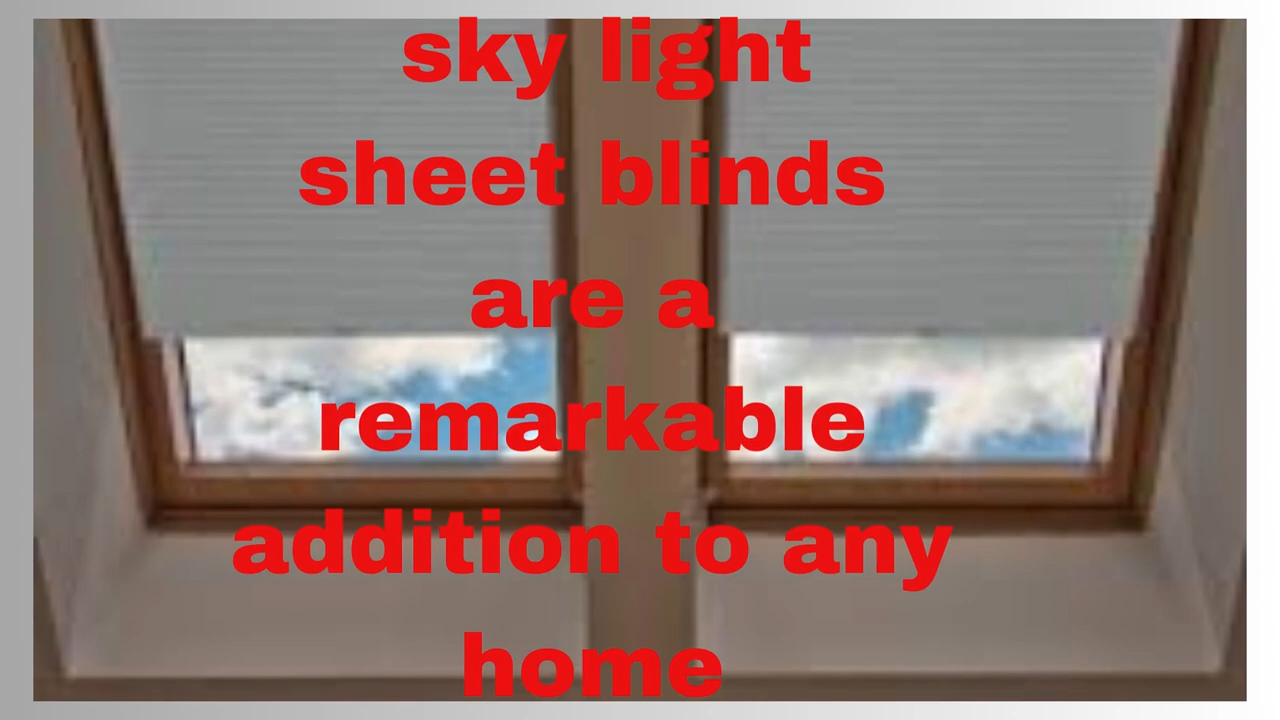 sky light
sheet blinds
are a
remarkable
addition to any
home